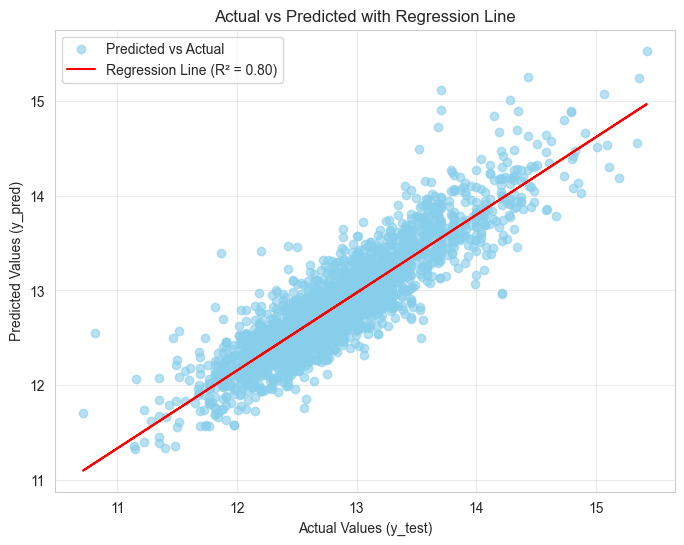 Actual vs Predicted with Regression Line
Predicted vs Actual
Regression Line (R² = 0.80)
Predicted Values (y_pred)
15
14
13
12
11
11 12 13 14 15
Actual Values (y_test)